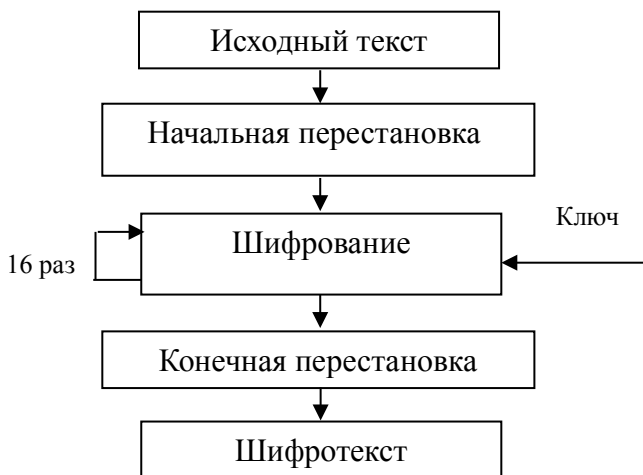 Исходный текст
Начальная перестановка
Ключ
Шифрование
16 раз
Конечная перестановка
Шифротекст